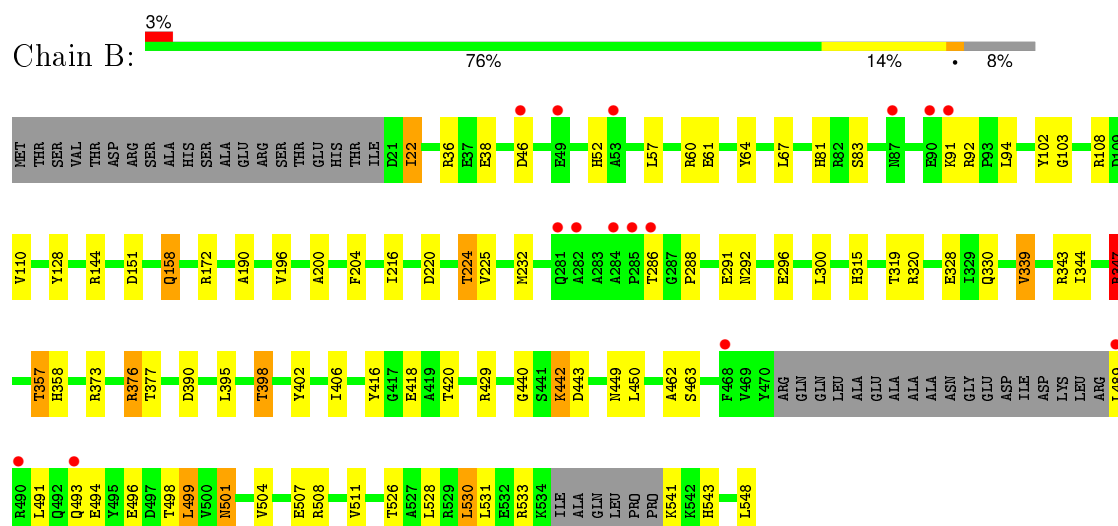 3%
Chain B:
76% 14% • 8%
MET THR SER VAL THR ASP ARG SER ALA HIS SER ALA GLU ARG SER THR GLU HIS THR ILE D21 I22 R36 E37 E38 D46 E49 H52 A53 L57 R60 E61 Y64 L67 H81 R82 S83 N87 E90 K91 R92 P93 L94 Y102 G103 R108
V110 Y128 R144 D151 Q158 R172 A190 V196 A200 F204 I216 D220 T224 V225 M232 Q281 A282 A283 A284 P285 T286 G287 P288 E291 N292 E296 L300 H315 T319 R320 E328 I329 Q330 V339 R343 I344
T357 H358 R373 R376 T377 D390 L395 T398 Y402 I406 Y416 G417 E418 A419 T420 R429 G440 S441 K442 D443 N449 L450 A462 S463 F468 V469 Y470 ARG GLN GLN LEU ALA GLU ALA ALA ALA ASN GLY GLU ASP ILE ASP LYS LEU ARG L489
R490 L491 Q492 Q493 E494 Y495 E496 D497 T498 L499 V500 N501 V504 E507 R508 V511 T526 A527 L528 R529 L530 L531 E532 R533 K534 ILE ALA GLN LEU PRO PRO K541 K542 H543 L548